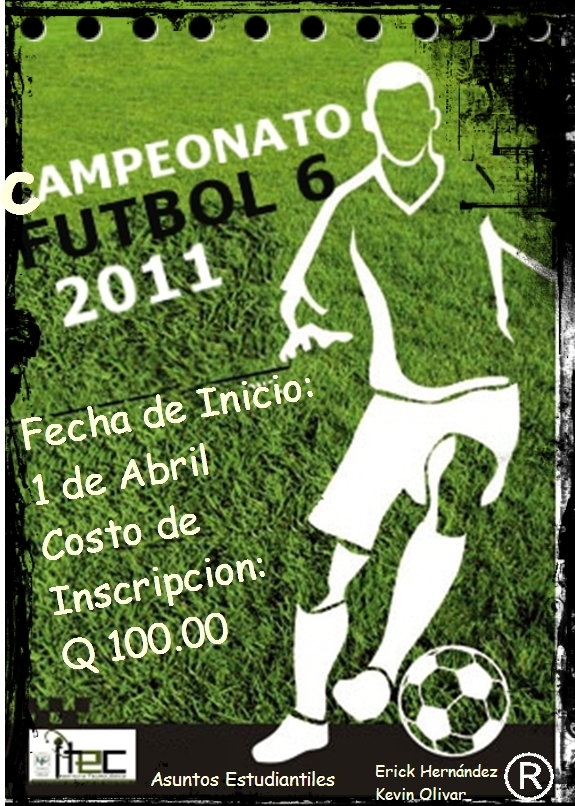 CAMPEONATO
FUTBOL 6
2011
Fecha de Inicio:
1 de Abril
Costo de
Inscripcion:
Q 100.00
itec
Asuntos Estudiantiles
Erick Hernández
Kevin Olivar
®